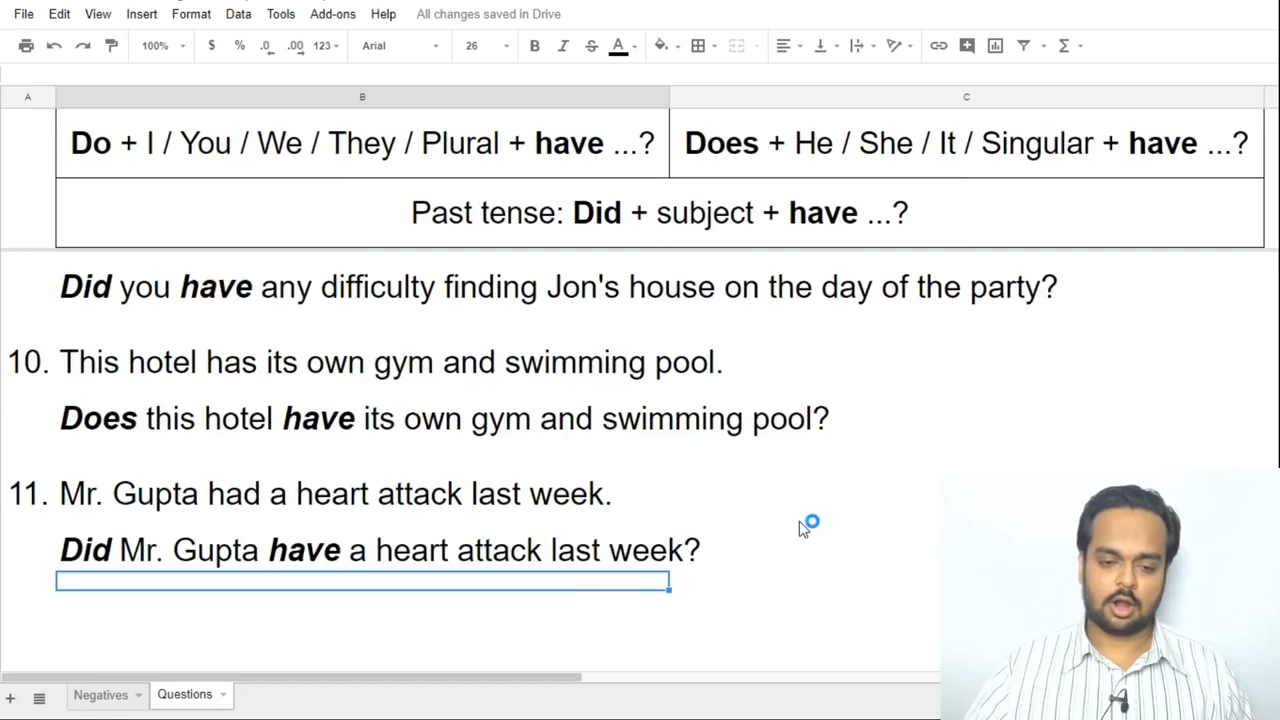 File Edit View Insert Format Data Tools Add-ons Help All changes saved in Drive
100% $ % .0 .00 123 Arial 26 B I S A
A B C
Do + I / You / We / They / Plural + have ...? Does + He / She / It / Singular + have ...?
Past tense: Did + subject + have ...?
Did you have any difficulty finding Jon's house on the day of the party?
10. This hotel has its own gym and swimming pool.
Does this hotel have its own gym and swimming pool?
11. Mr. Gupta had a heart attack last week.
Did Mr. Gupta have a heart attack last week?
Negatives Questions